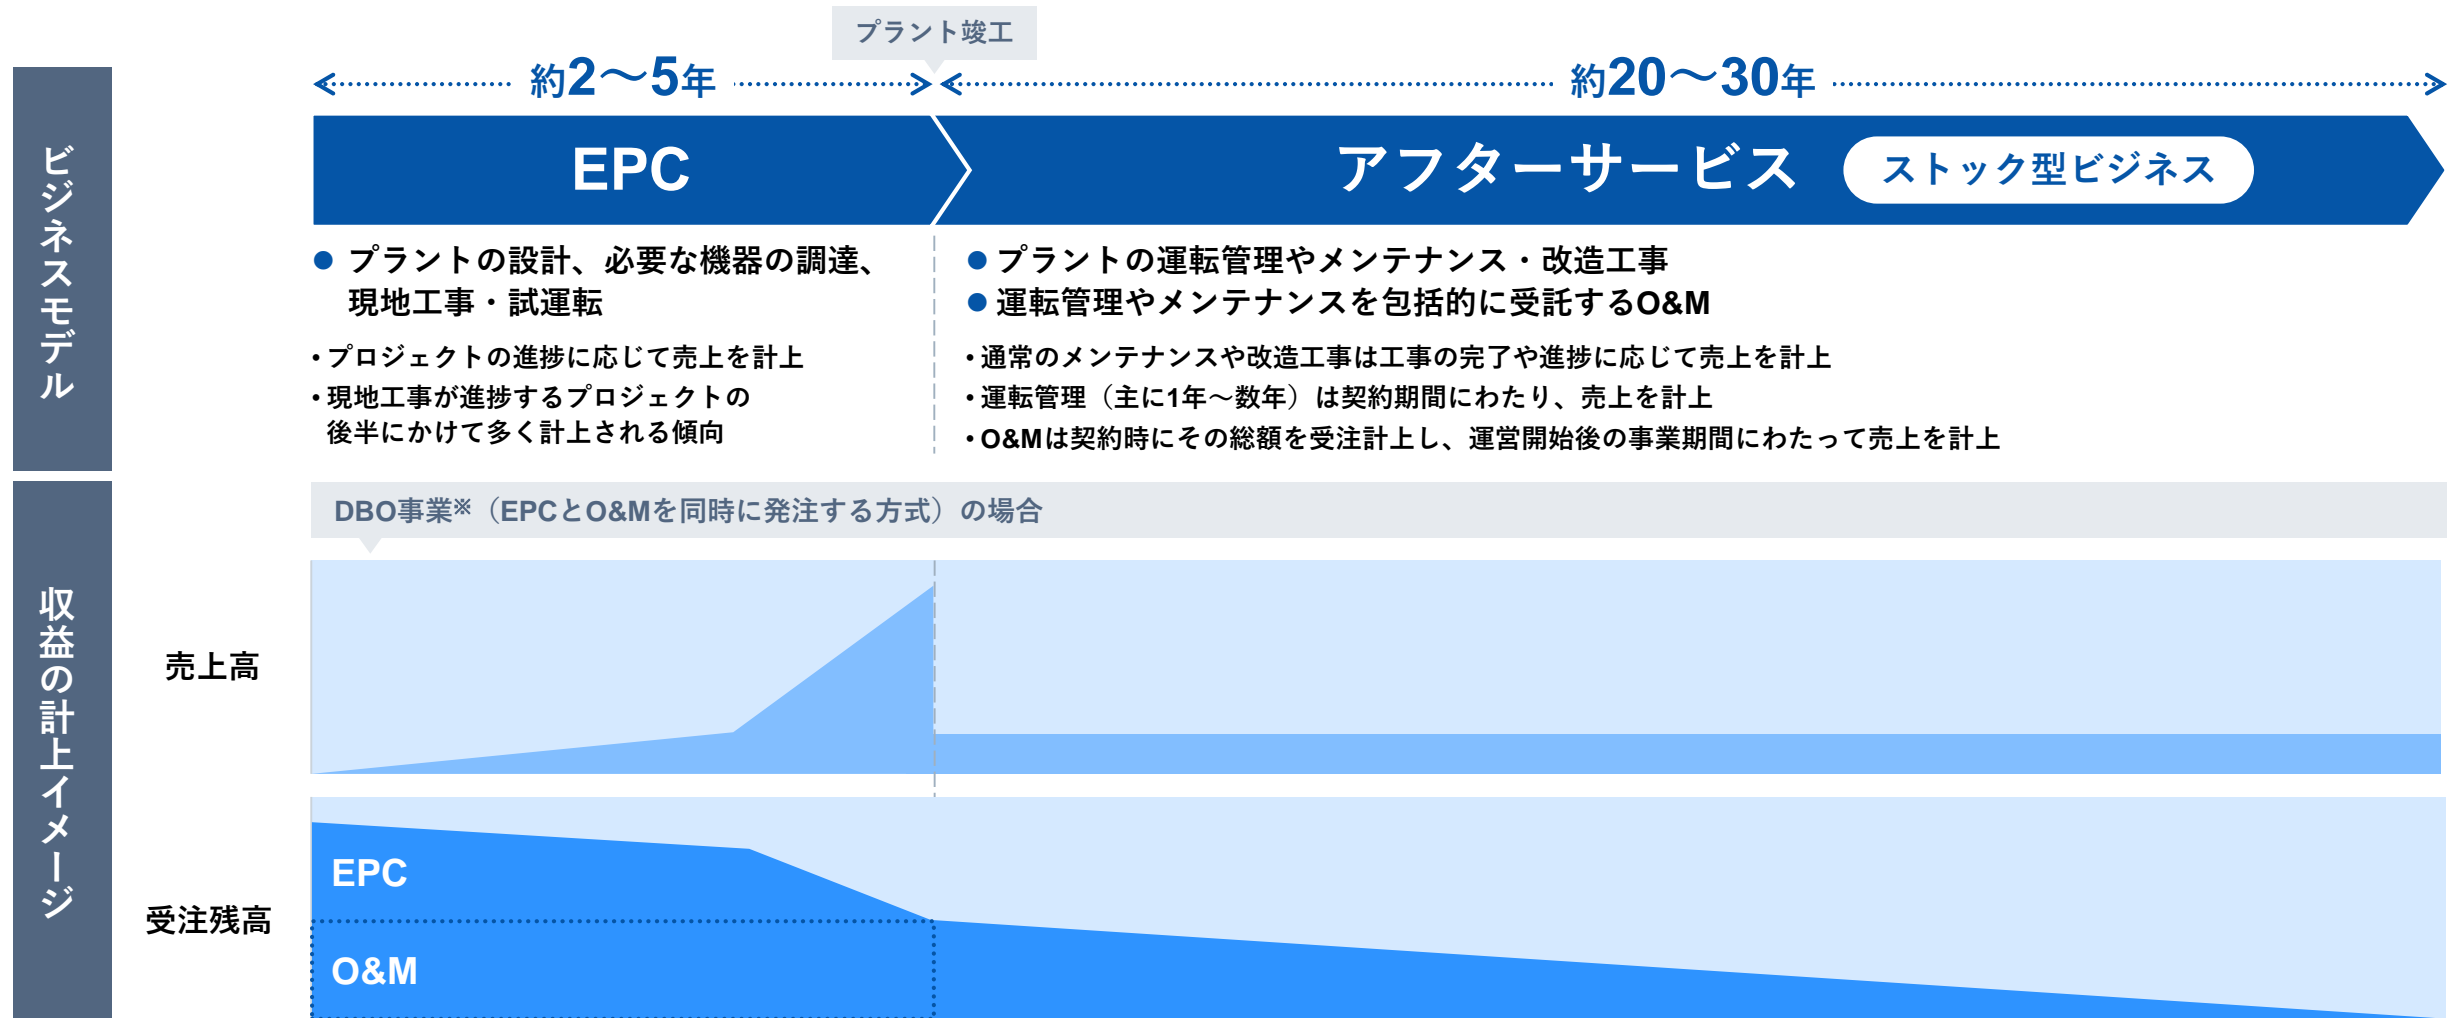 プラント竣工
約2〜5年
約20〜30年
ビジネスモデル
EPC
アフターサービス
ストック型ビジネス
● プラントの設計、必要な機器の調達、
現地工事・試運転
・プロジェクトの進捗に応じて売上を計上
・現地工事が進捗するプロジェクトの
後半にかけて多く計上される傾向
● プラントの運転管理やメンテナンス・改造工事
● 運転管理やメンテナンスを包括的に受託するO&M
・通常のメンテナンスや改造工事は工事の完了や進捗に応じて売上を計上
・運転管理（主に1年〜数年）は契約期間にわたり、売上を計上
・O&Mは契約時にその総額を受注計上し、運営開始後の事業期間にわたって売上を計上
収益の計上イメージ
DBO事業※（EPCとO&Mを同時に発注する方式）の場合
売上高
受注残高
EPC
O&M